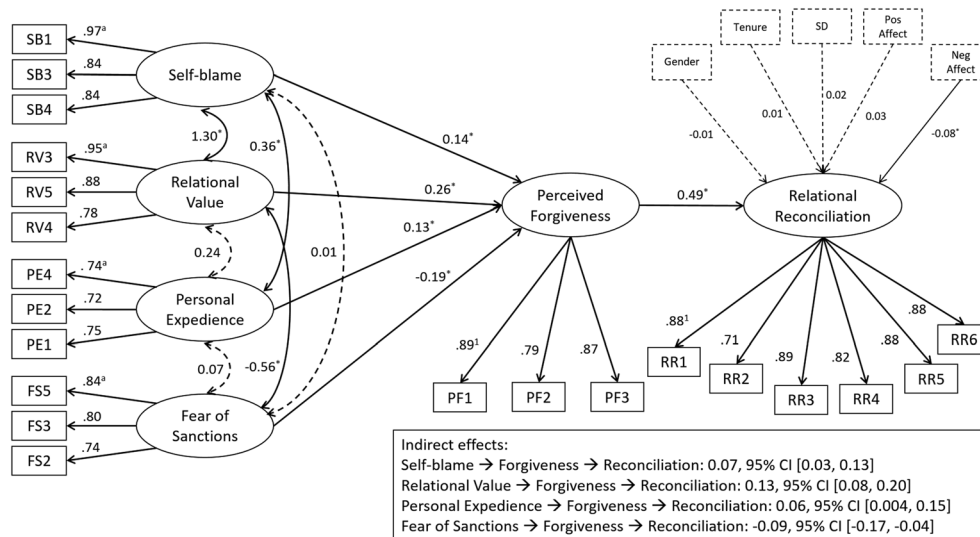 SB1
.97ᵃ
SB3
.84
SB4
.84
Self-blame
RV3
.95ᵃ
RV5
.88
RV4
.78
Relational
Value
PE4
.74ᵃ
PE2
.72
PE1
.75
Personal
Expedience
FS5
.84ᵃ
FS3
.80
FS2
.74
Fear of
Sanctions
1.30*
0.36*
0.24
0.01
0.07
-0.56*
0.14*
0.26*
0.13*
-0.19*
Perceived
Forgiveness
.89¹
.79
.87
PF1
PF2
PF3
0.49*
Gender
Tenure
SD
Pos
Affect
Neg
Affect
-0.01
0.01
0.02
0.03
-0.08*
Relational
Reconciliation
.88¹
.71
.89
.82
.88
.88
RR1
RR2
RR3
RR4
RR5
RR6
Indirect effects:
Self-blame → Forgiveness → Reconciliation: 0.07, 95% CI [0.03, 0.13]
Relational Value → Forgiveness → Reconciliation: 0.13, 95% CI [0.08, 0.20]
Personal Expedience → Forgiveness → Reconciliation: 0.06, 95% CI [0.004, 0.15]
Fear of Sanctions → Forgiveness → Reconciliation: -0.09, 95% CI [-0.17, -0.04]